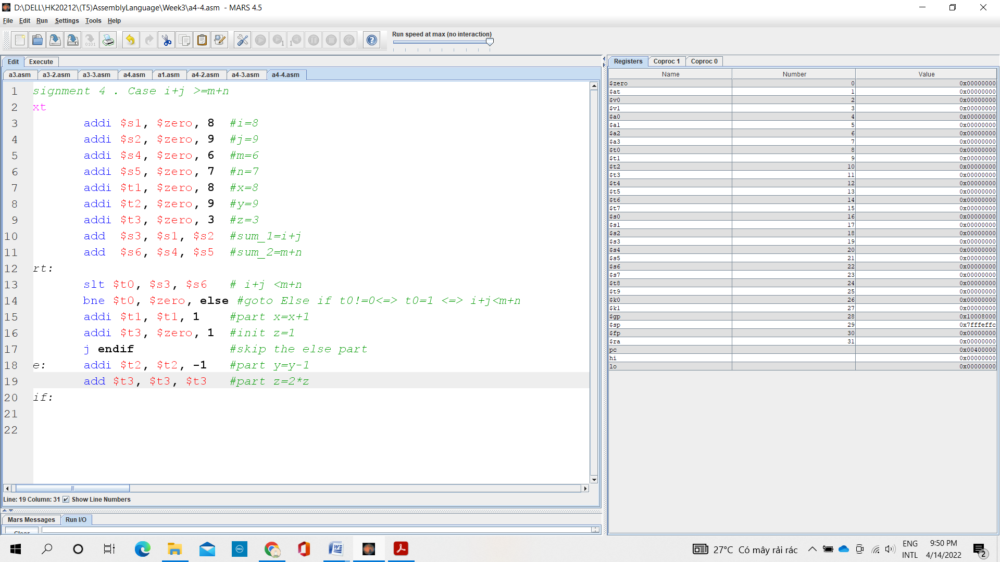 D:\DELL\HK20212\(T5)AssemblyLanguage\Week3\a4-4.asm - MARS 4.5
File Edit Run Settings Tools Help
Run speed at max (no interaction)
Edit Execute
a3.asm a3-2.asm a3-3.asm a4.asm a1.asm a4-2.asm a4-3.asm a4-4.asm
1 signment 4 . Case i+j >=m+n
2 xt
3 addi $s1, $zero, 8 #i=8
4 addi $s2, $zero, 9 #j=9
5 addi $s4, $zero, 6 #m=6
6 addi $s5, $zero, 7 #n=7
7 addi $t1, $zero, 8 #x=8
8 addi $t2, $zero, 9 #y=9
9 addi $t3, $zero, 3 #z=3
10 add $s3, $s1, $s2 #sum_1=i+j
11 add $s6, $s4, $s5 #sum_2=m+n
12 rt:
13 slt $t0, $s3, $s6 # i+j <m+n
14 bne $t0, $zero, else #goto Else if t0!=0<=> t0=1 <=> i+j<m+n
15 addi $t1, $t1, 1 #part x=x+1
16 addi $t3, $zero, 1 #init z=1
17 j endif #skip the else part
18 e: addi $t2, $t2, -1 #part y=y-1
19 add $t3, $t3, $t3 #part z=2*z
20 if:
21
22
Line: 19 Column: 31 Show Line Numbers
Mars Messages Run I/O
Clear
Registers Coproc 1 Coproc 0
Name Number Value
$zero 0 0x00000000
$at 1 0x00000000
$v0 2 0x00000000
$v1 3 0x00000000
$a0 4 0x00000000
$a1 5 0x00000000
$a2 6 0x00000000
$a3 7 0x00000000
$t0 8 0x00000000
$t1 9 0x00000000
$t2 10 0x00000000
$t3 11 0x00000000
$t4 12 0x00000000
$t5 13 0x00000000
$t6 14 0x00000000
$t7 15 0x00000000
$s0 16 0x00000000
$s1 17 0x00000000
$s2 18 0x00000000
$s3 19 0x00000000
$s4 20 0x00000000
$s5 21 0x00000000
$s6 22 0x00000000
$s7 23 0x00000000
$t8 24 0x00000000
$t9 25 0x00000000
$k0 26 0x00000000
$k1 27 0x00000000
$gp 28 0x10008000
$sp 29 0x7fffeffc
$fp 30 0x00000000
$ra 31 0x00000000
pc 0x00400000
hi 0x00000000
lo 0x00000000
27°C Có mây rải rác
ENG
INTL
9:50 PM
4/14/2022
2